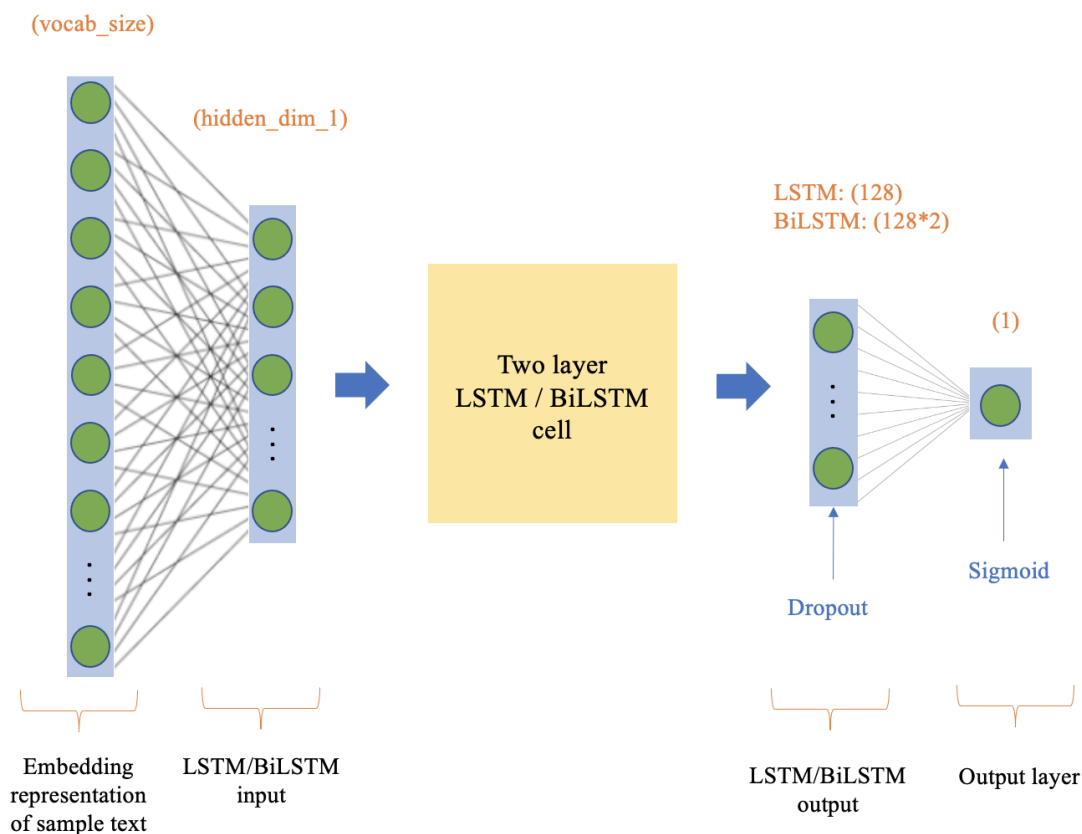 (vocab_size)
(hidden_dim_1)
LSTM: (128)
BiLSTM: (128*2)
(1)
Two layer
LSTM / BiLSTM
cell
Dropout
Sigmoid
Embedding
representation
of sample text
LSTM/BiLSTM
input
LSTM/BiLSTM
output
Output layer